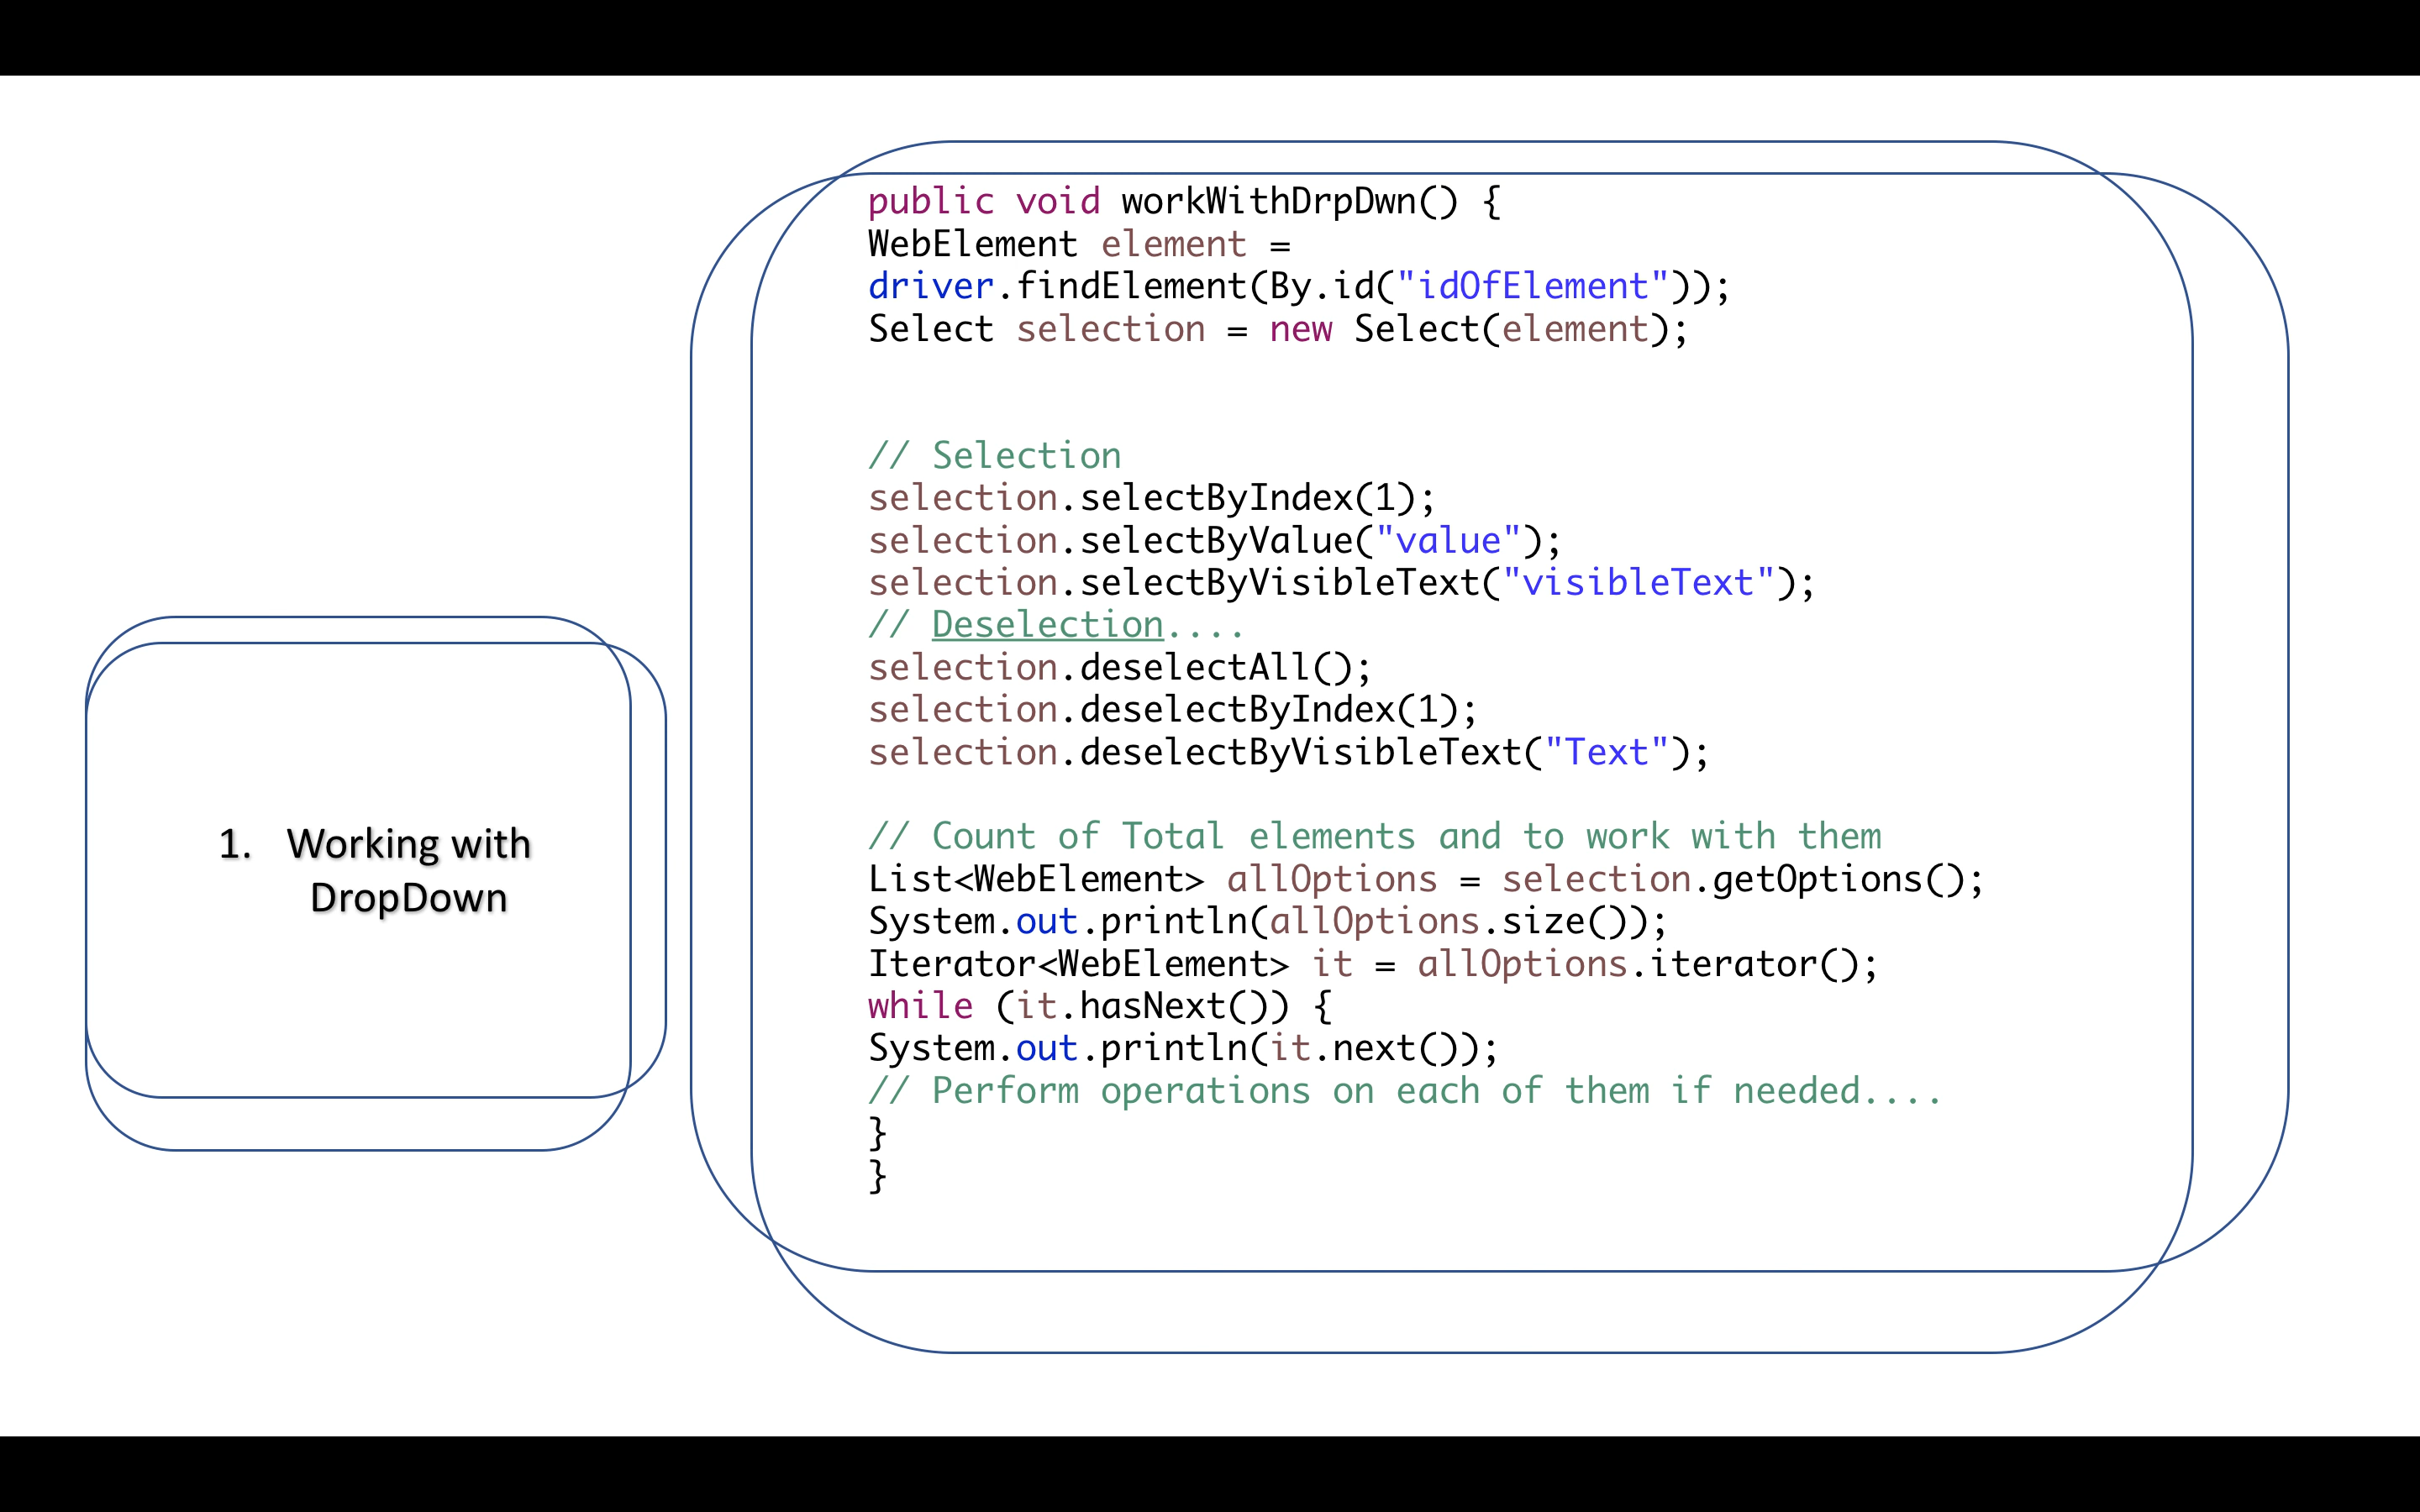 1. Working with
DropDown
public void workWithDrpDwn() {
WebElement element =
driver.findElement(By.id("idOfElement"));
Select selection = new Select(element);
// Selection
selection.selectByIndex(1);
selection.selectByValue("value");
selection.selectByVisibleText("visibleText");
// Deselection....
selection.deselectAll();
selection.deselectByIndex(1);
selection.deselectByVisibleText("Text");
// Count of Total elements and to work with them
List<WebElement> allOptions = selection.getOptions();
System.out.println(allOptions.size());
Iterator<WebElement> it = allOptions.iterator();
while (it.hasNext()) {
System.out.println(it.next());
// Perform operations on each of them if needed....
}
}